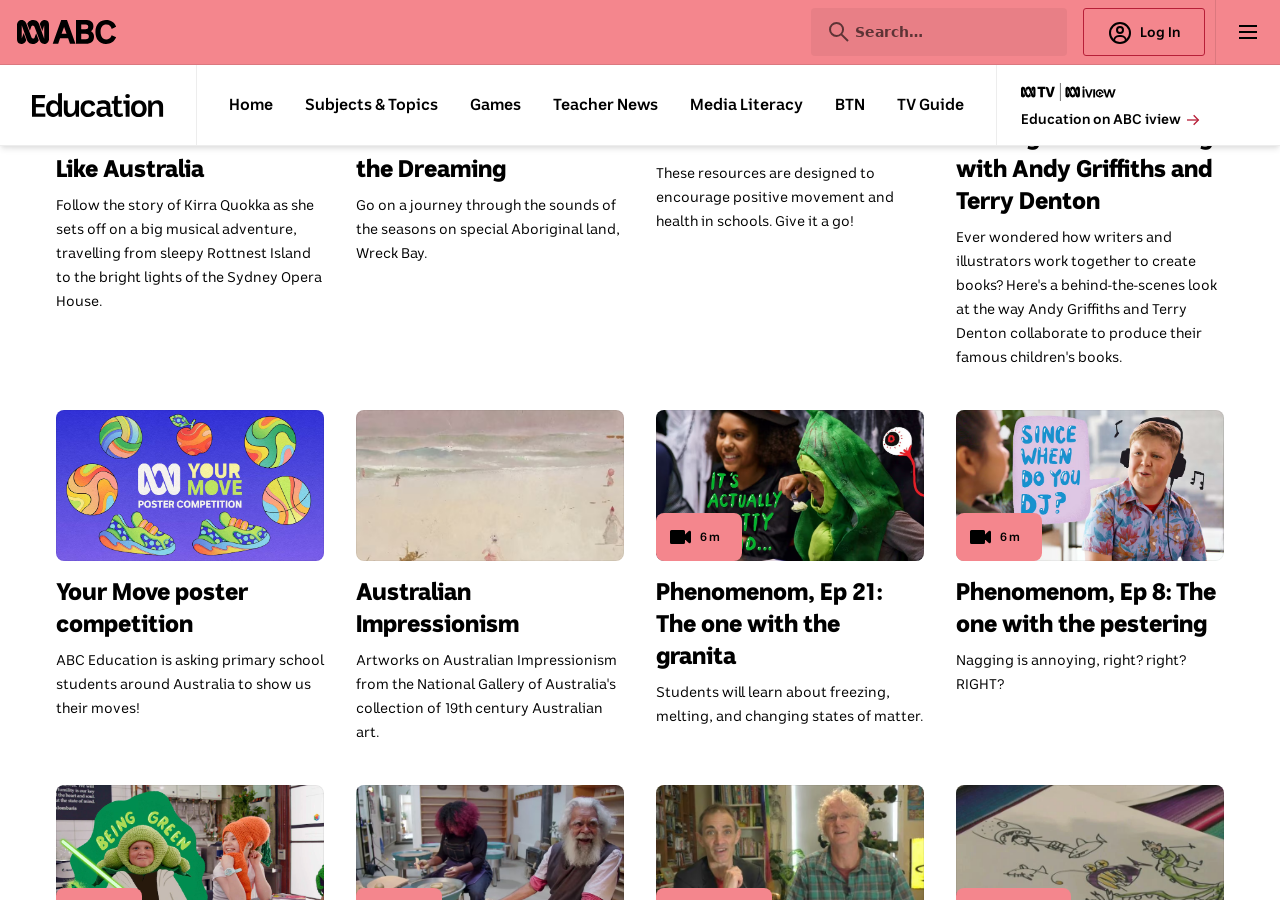 ABC
Search...
Log In
Education
Home
Subjects & Topics
Games
Teacher News
Media Literacy
BTN
TV Guide
TV
iview
Education on ABC iview
Like Australia
Follow the story of Kirra Quokka as she
sets off on a big musical adventure,
travelling from sleepy Rottnest Island
to the bright lights of the Sydney Opera
House.
the Dreaming
Go on a journey through the sounds of
the seasons on special Aboriginal land,
Wreck Bay.
These resources are designed to
encourage positive movement and
health in schools. Give it a go!
with Andy Griffiths and
Terry Denton
Ever wondered how writers and
illustrators work together to create
books? Here's a behind-the-scenes look
at the way Andy Griffiths and Terry
Denton collaborate to produce their
famous children's books.
YOUR
MOVE
POSTER COMPETITION
Your Move poster
competition
ABC Education is asking primary school
students around Australia to show us
their moves!
Australian
Impressionism
Artworks on Australian Impressionism
from the National Gallery of Australia's
collection of 19th century Australian
art.
IT'S
ACTUALLY
6 m
Phenomenom, Ep 21:
The one with the
granita
Students will learn about freezing,
melting, and changing states of matter.
SINCE
WHEN
DO YOU
DJ?
6 m
Phenomenom, Ep 8: The
one with the pestering
Nagging is annoying, right? right?
RIGHT?
BEING GREEN